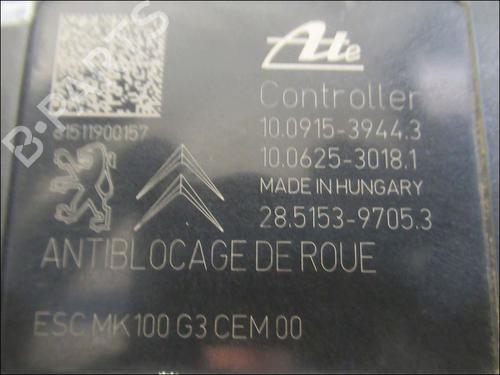 Ate
Controller
10.0915-3944.3
10.0625-3018.1
MADE IN HUNGARY
28.5153-9705.3
61511900157
ANTIBLOCAGE DE ROUE
ESC MK100 G3 CEM 00
B-PARTS